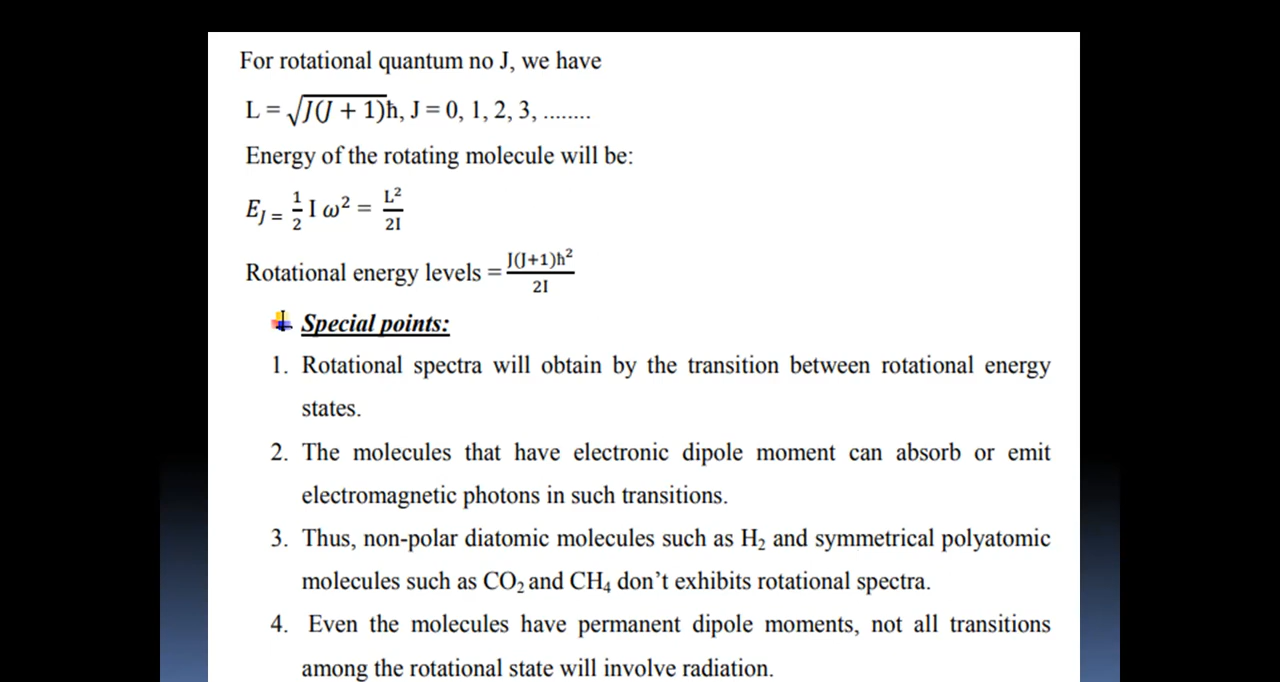 For rotational quantum no J, we have
L = √J(J + 1)ħ, J = 0, 1, 2, 3, ........
Energy of the rotating molecule will be:
E_J = 1/2 I ω² = L²/2I
Rotational energy levels = J(J+1)ħ²/2I
Special points:
1. Rotational spectra will obtain by the transition between rotational energy
states.
2. The molecules that have electronic dipole moment can absorb or emit
electromagnetic photons in such transitions.
3. Thus, non-polar diatomic molecules such as H₂ and symmetrical polyatomic
molecules such as CO₂ and CH₄ don’t exhibits rotational spectra.
4. Even the molecules have permanent dipole moments, not all transitions
among the rotational state will involve radiation.